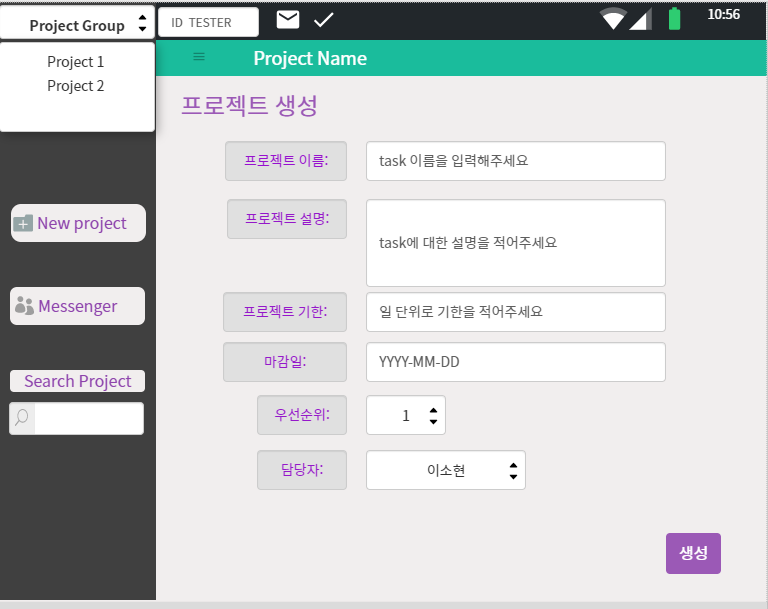 Project Group
ID TESTER
10:56
Project 1
Project 2
Project Name
프로젝트 생성
프로젝트 이름:
task 이름을 입력해주세요
프로젝트 설명:
task에 대한 설명을 적어주세요
New project
프로젝트 기한:
일 단위로 기한을 적어주세요
Messenger
마감일:
YYYY-MM-DD
Search Project
우선순위:
1
담당자:
이소현
생성